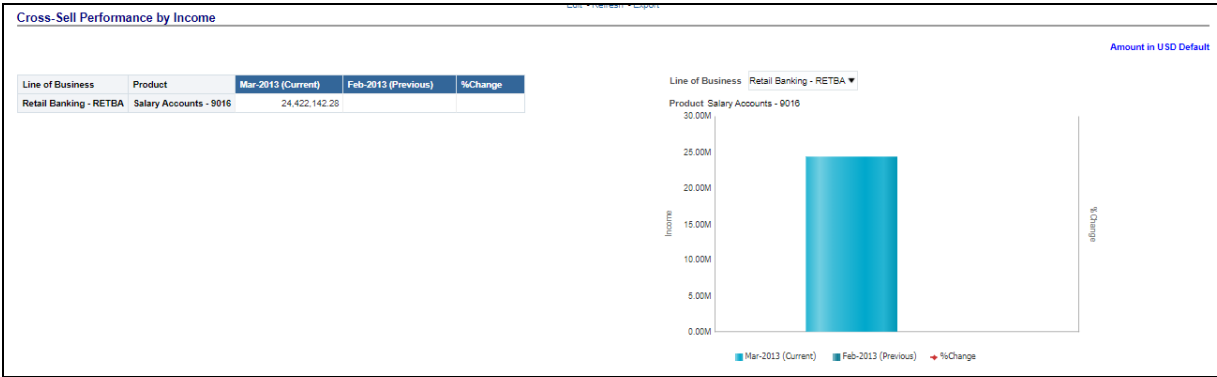 Edit - Refresh - Export
Cross-Sell Performance by Income
Amount in USD Default
Line of Business Product Mar-2013 (Current) Feb-2013 (Previous) %Change
Retail Banking - RETBA Salary Accounts - 9016 24,422,142.28
Line of Business Retail Banking - RETBA
Product Salary Accounts - 9016
30.00M
25.00M
20.00M
15.00M
10.00M
5.00M
0.00M
Income
%Change
Mar-2013 (Current) Feb-2013 (Previous) %Change